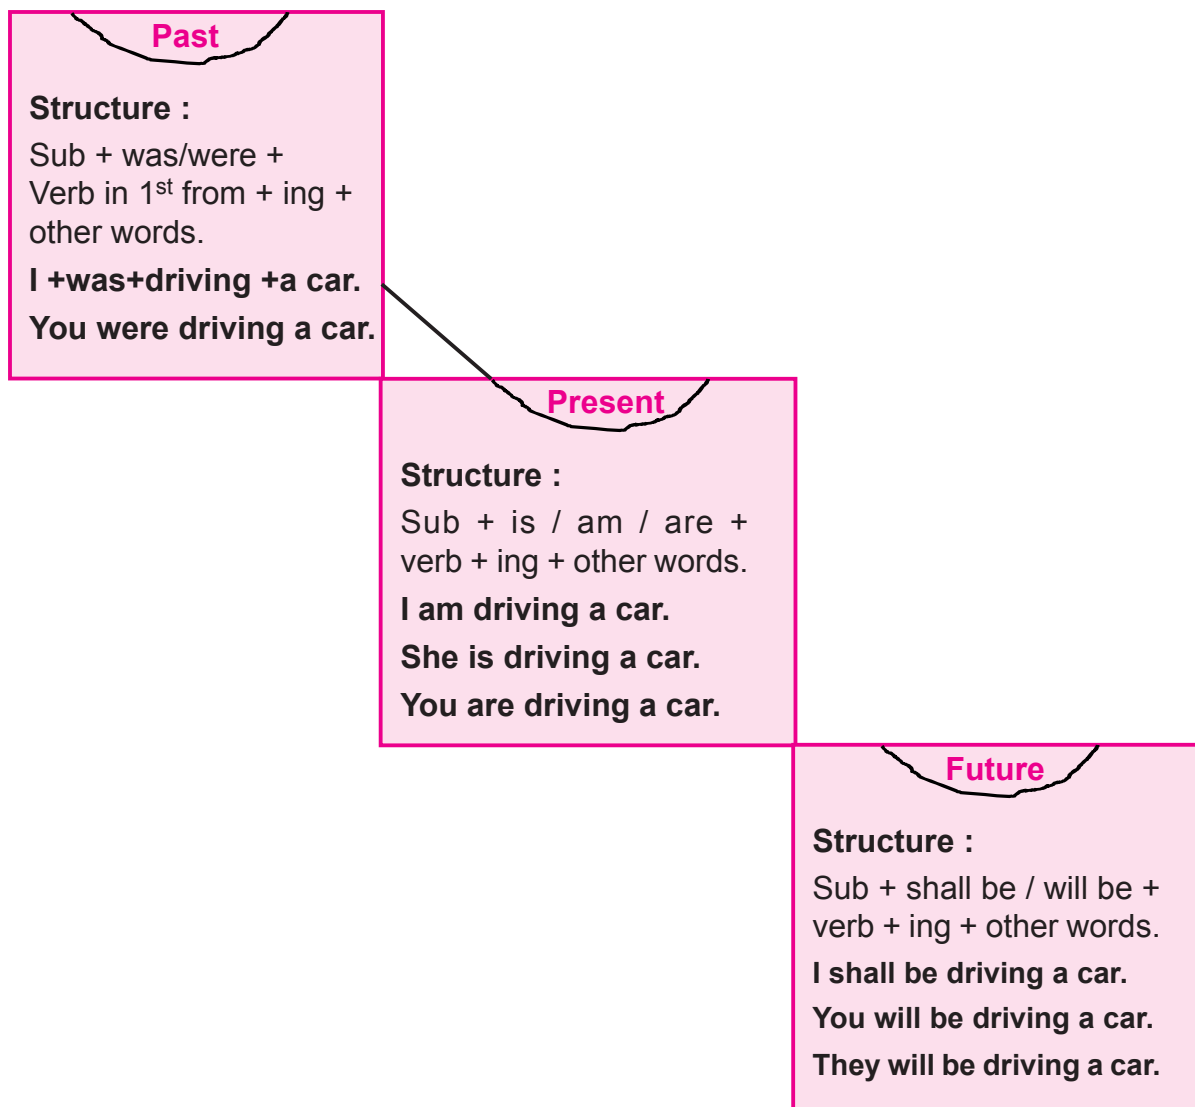 Past
Structure :
Sub + was/were +
Verb in 1st from + ing +
other words.
I +was+driving +a car.
You were driving a car.
Present
Structure :
Sub + is / am / are +
verb + ing + other words.
I am driving a car.
She is driving a car.
You are driving a car.
Future
Structure :
Sub + shall be / will be +
verb + ing + other words.
I shall be driving a car.
You will be driving a car.
They will be driving a car.